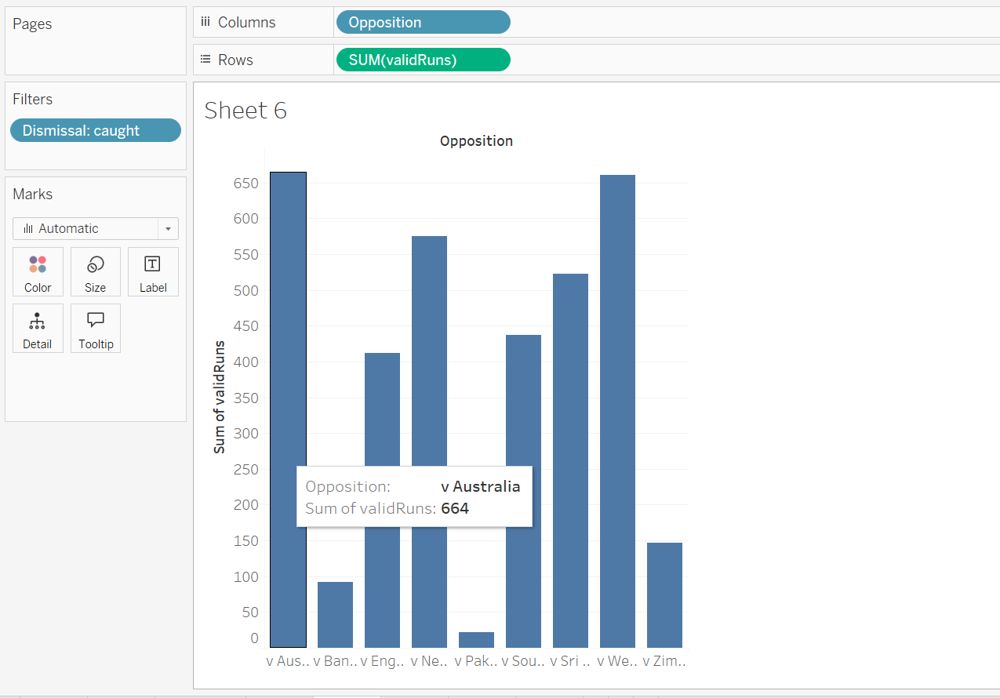 Pages
Columns
Opposition
Rows
SUM(validRuns)
Filters
Dismissal: caught
Marks
Automatic
Color
Size
Label
Detail
Tooltip
Sheet 6
Opposition
Sum of validRuns
650
600
550
500
450
400
350
300
250
200
150
100
50
0
Opposition: v Australia
Sum of validRuns: 664
v Aus.. v Ban.. v Eng.. v Ne.. v Pak.. v Sou.. v Sri .. v We.. v Zim..